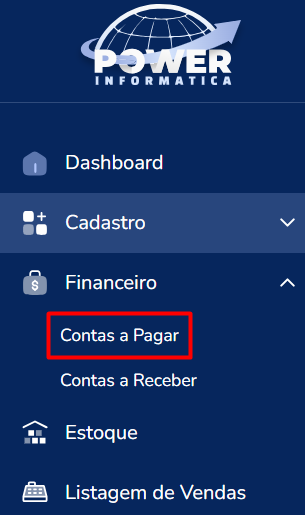 POWER
INFORMATICA
Dashboard
Cadastro
Financeiro
Contas a Pagar
Contas a Receber
Estoque
Listagem de Vendas